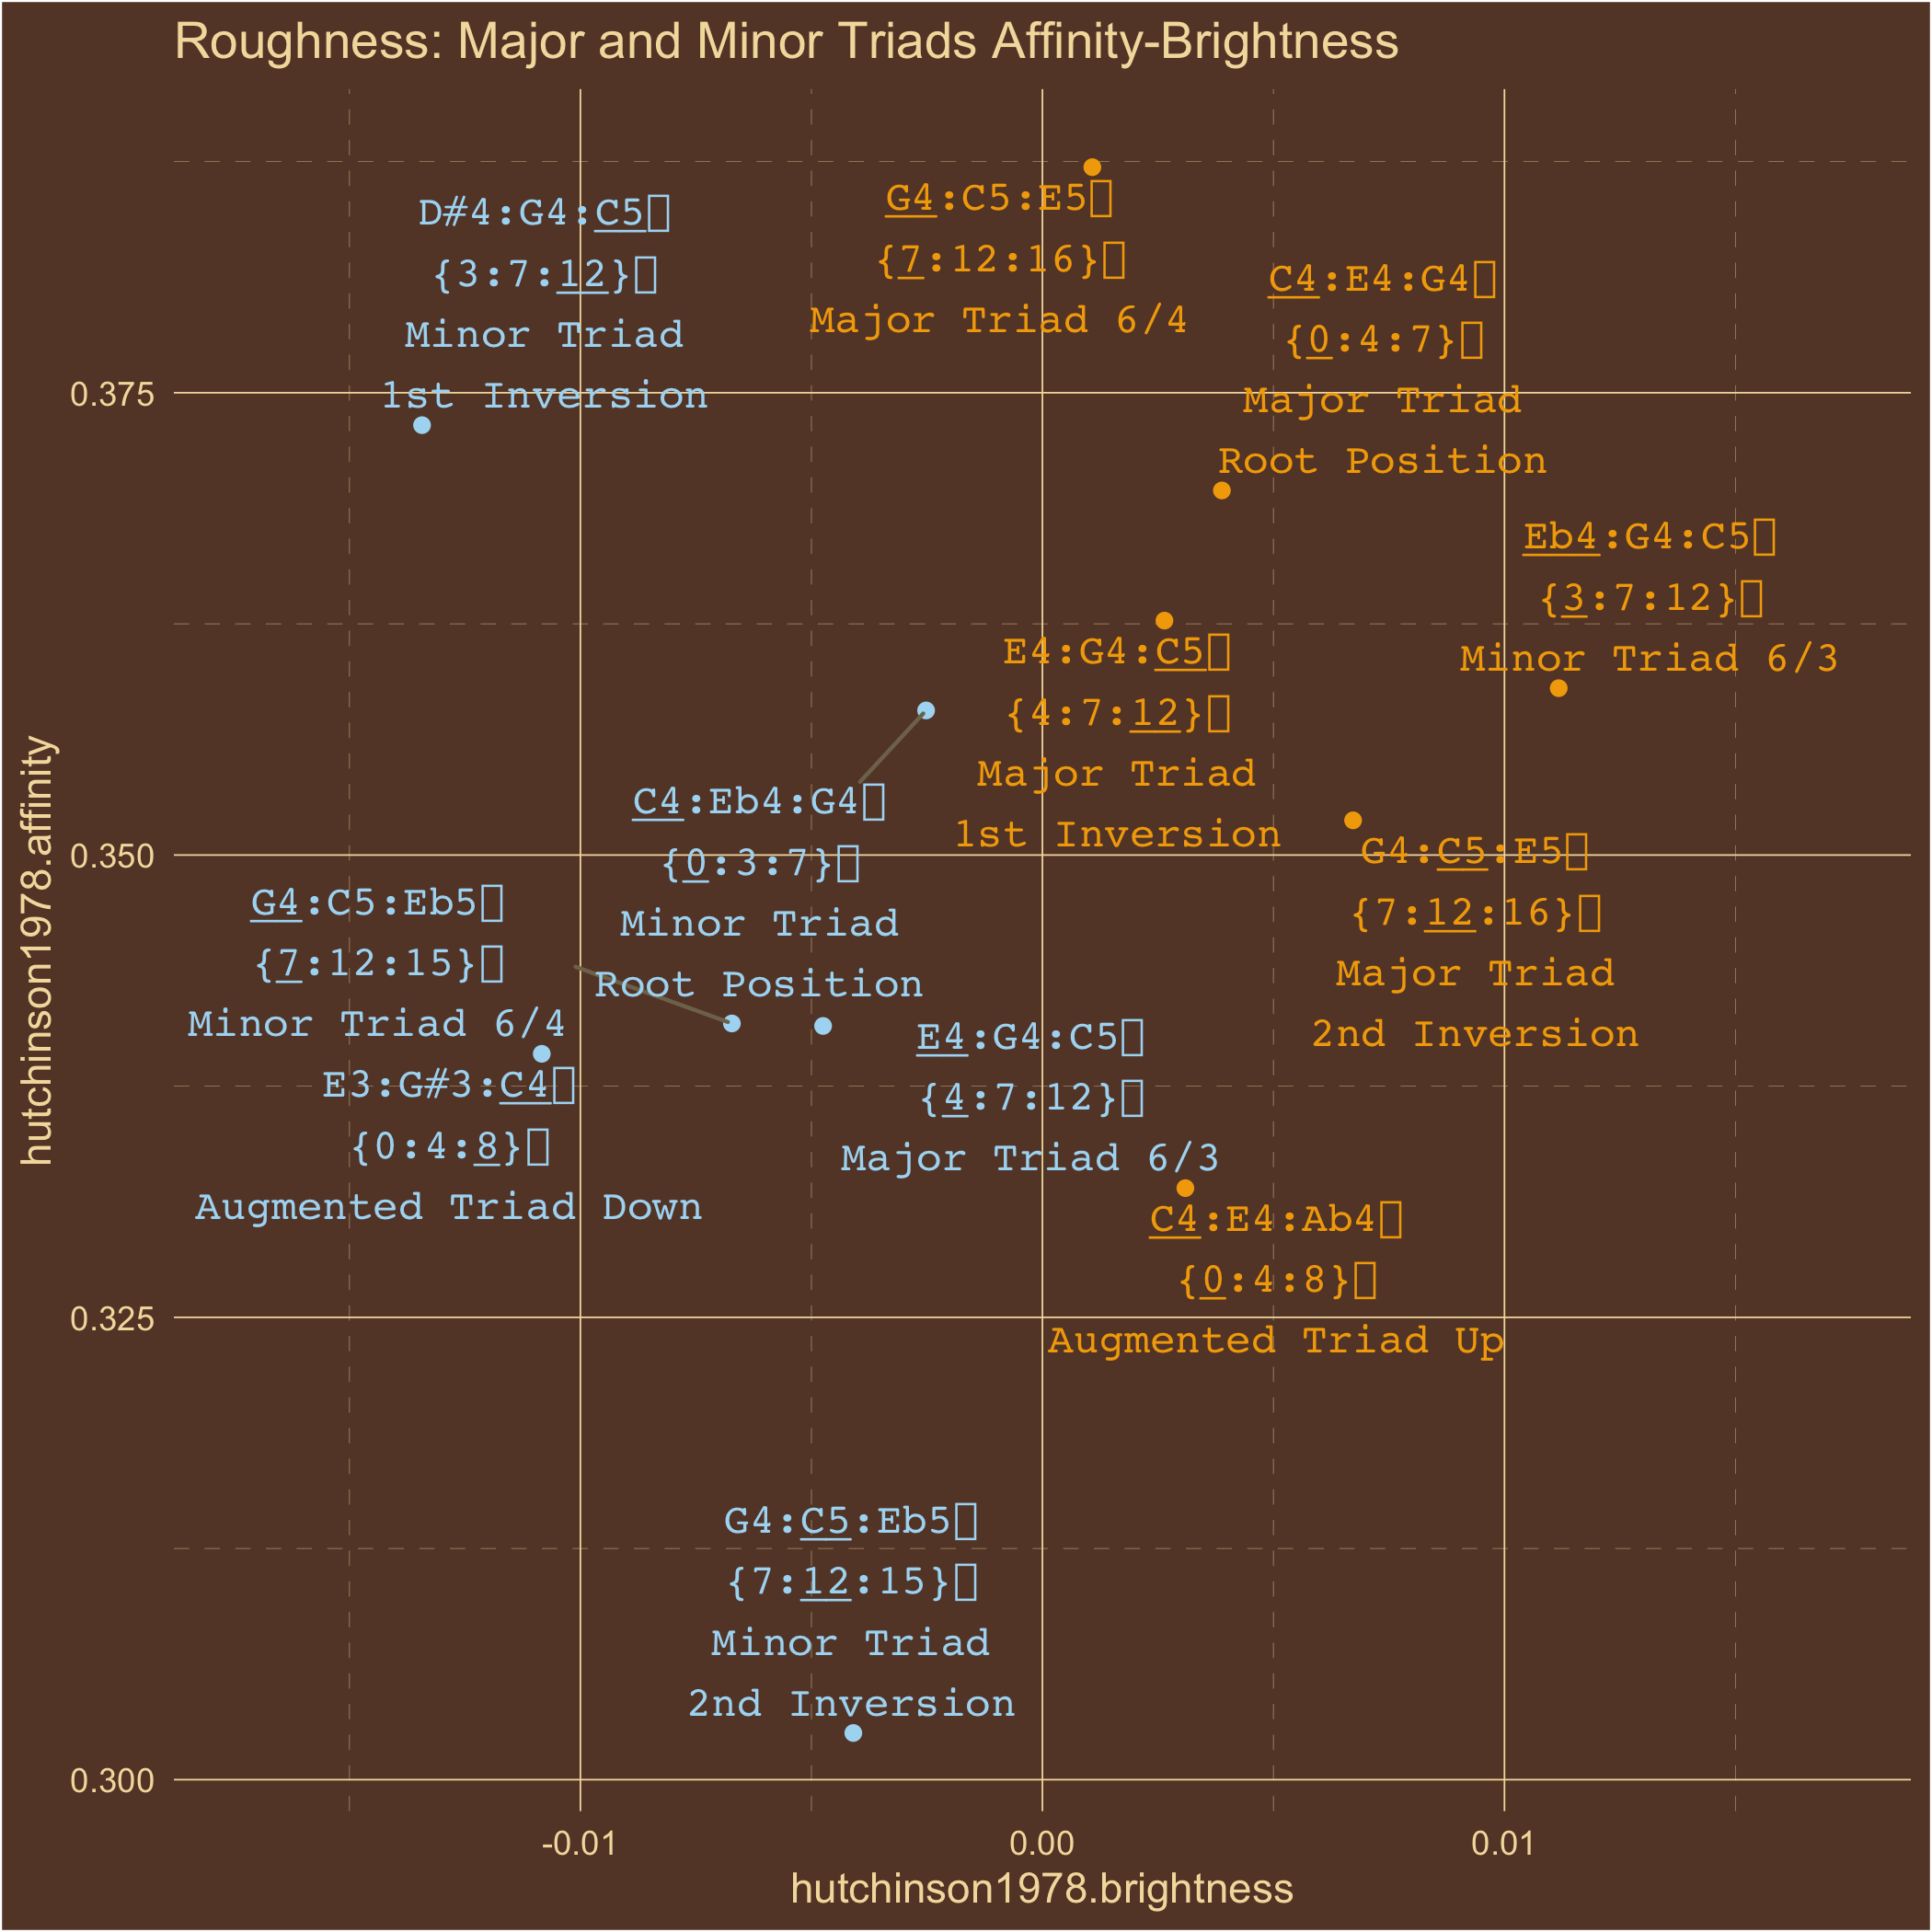 Roughness: Major and Minor Triads Affinity-Brightness
D#4:G4:C5
{3:7:12}
Minor Triad
1st Inversion
G4:C5:E5
{7:12:16}
Major Triad 6/4
C4:E4:G4
{0:4:7}
Major Triad
Root Position
Eb4:G4:C5
{3:7:12}
Minor Triad 6/3
E4:G4:C5
{4:7:12}
Major Triad
1st Inversion
C4:Eb4:G4
{0:3:7}
Minor Triad
Root Position
G4:C5:E5
{7:12:16}
Major Triad
2nd Inversion
G4:C5:Eb5
{7:12:15}
Minor Triad 6/4
E3:G#3:C4
{0:4:8}
Augmented Triad Down
E4:G4:C5
{4:7:12}
Major Triad 6/3
C4:E4:Ab4
{0:4:8}
Augmented Triad Up
G4:C5:Eb5
{7:12:15}
Minor Triad
2nd Inversion
0.375
0.350
0.325
0.300
hutchinson1978.affinity
-0.01
0.00
0.01
hutchinson1978.brightness